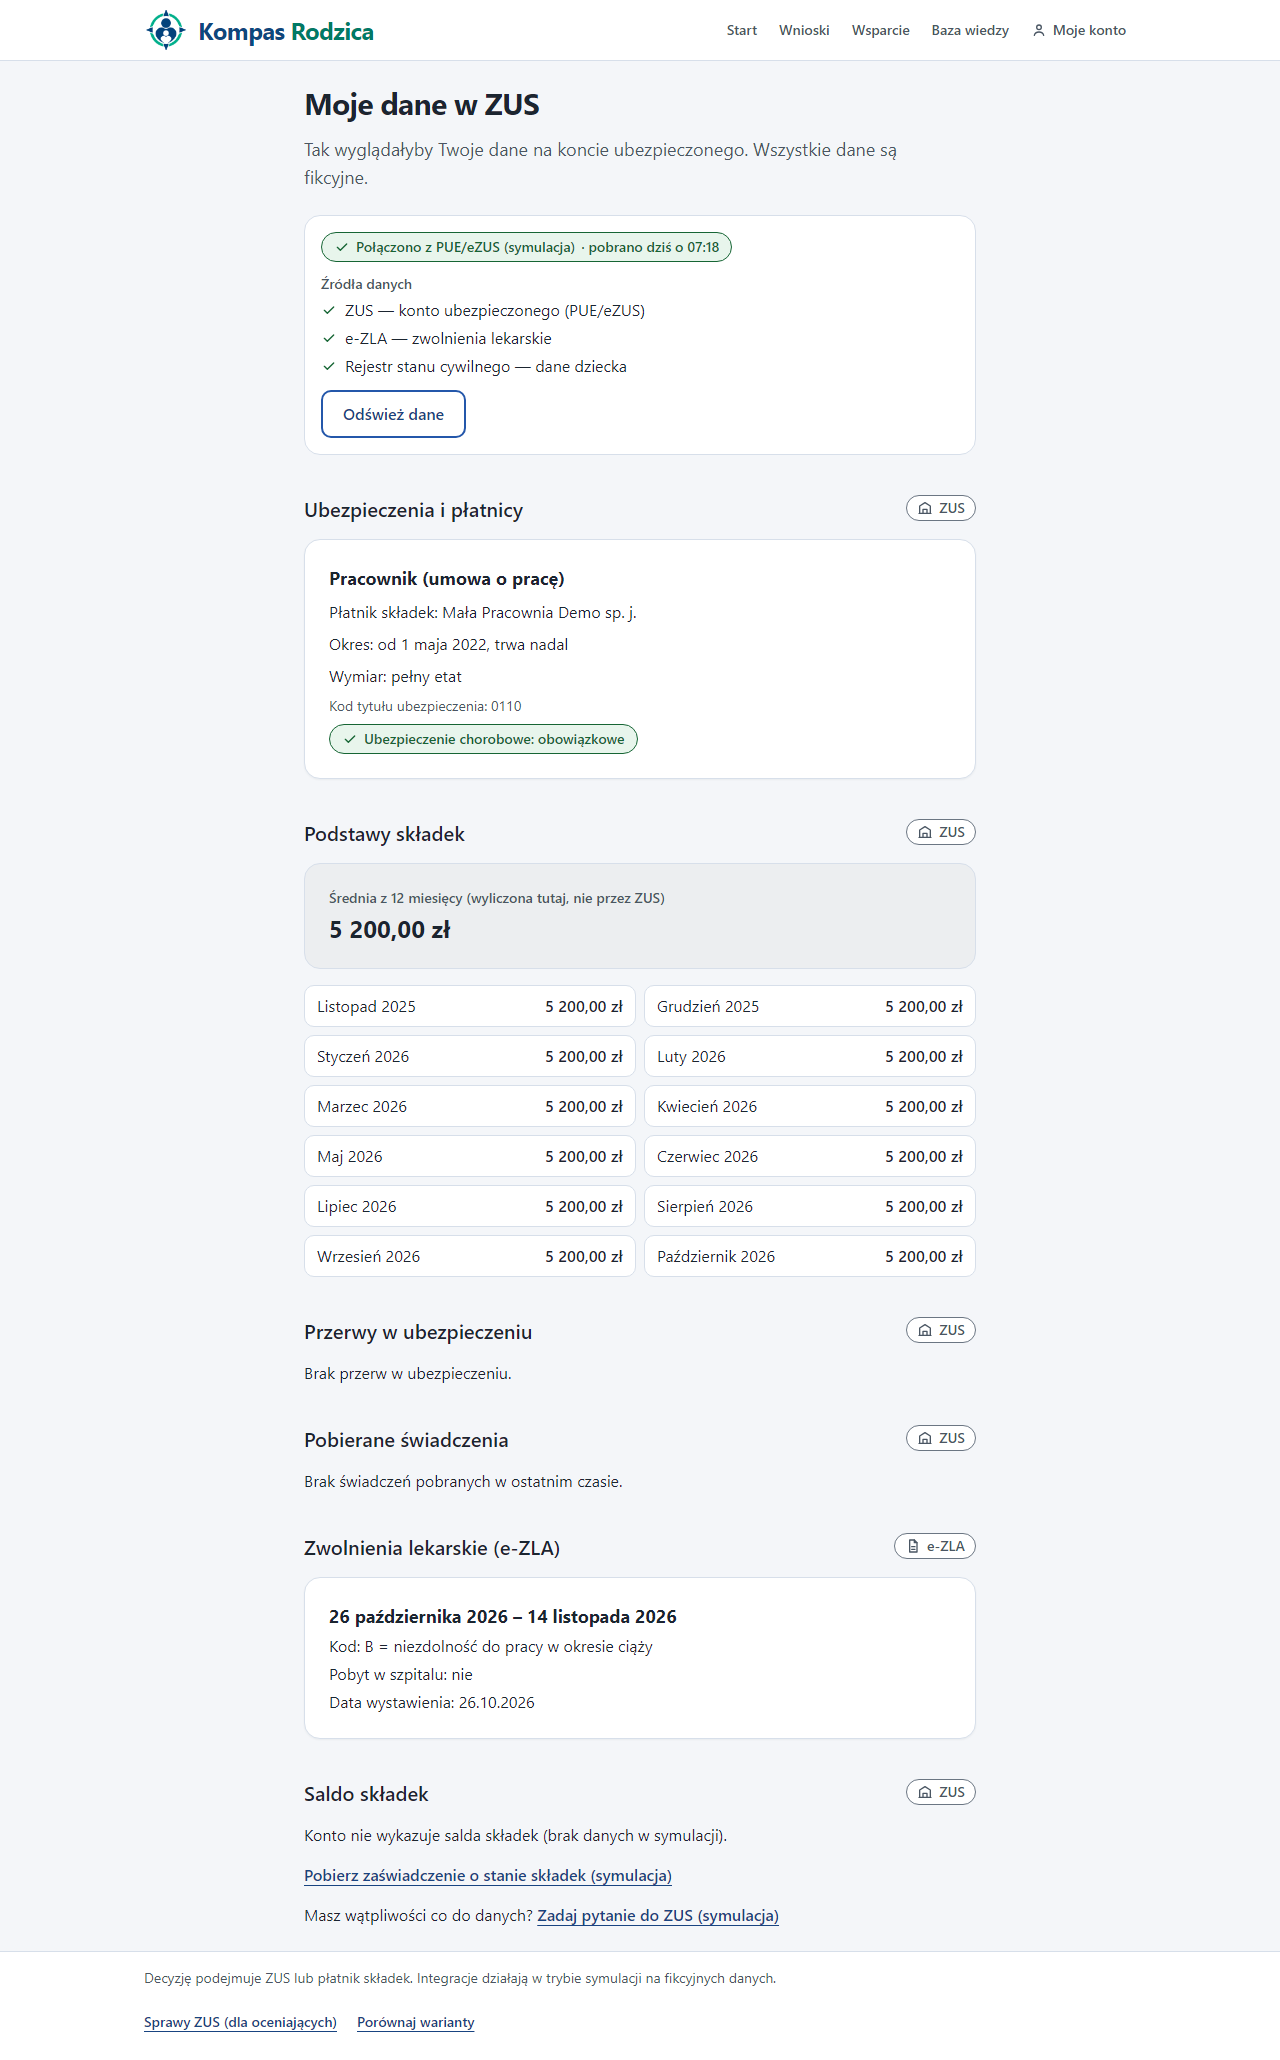 Kompas Rodzica
Start
Wnioski
Wsparcie
Baza wiedzy
Moje konto
Moje dane w ZUS
Tak wyglądałyby Twoje dane na koncie ubezpieczonego. Wszystkie dane są
fikcyjne.
Połączono z PUE/eZUS (symulacja) · pobrano dziś o 07:18
Źródła danych
ZUS — konto ubezpieczonego (PUE/eZUS)
e-ZLA — zwolnienia lekarskie
Rejestr stanu cywilnego — dane dziecka
Odśwież dane
Ubezpieczenia i płatnicy
ZUS
Pracownik (umowa o pracę)
Płatnik składek: Mała Pracownia Demo sp. j.
Okres: od 1 maja 2022, trwa nadal
Wymiar: pełny etat
Kod tytułu ubezpieczenia: 0110
Ubezpieczenie chorobowe: obowiązkowe
Podstawy składek
ZUS
Średnia z 12 miesięcy (wyliczona tutaj, nie przez ZUS)
5 200,00 zł
Listopad 2025 5 200,00 zł
Grudzień 2025 5 200,00 zł
Styczeń 2026 5 200,00 zł
Luty 2026 5 200,00 zł
Marzec 2026 5 200,00 zł
Kwiecień 2026 5 200,00 zł
Maj 2026 5 200,00 zł
Czerwiec 2026 5 200,00 zł
Lipiec 2026 5 200,00 zł
Sierpień 2026 5 200,00 zł
Wrzesień 2026 5 200,00 zł
Październik 2026 5 200,00 zł
Przerwy w ubezpieczeniu
ZUS
Brak przerw w ubezpieczeniu.
Pobierane świadczenia
ZUS
Brak świadczeń pobranych w ostatnim czasie.
Zwolnienia lekarskie (e-ZLA)
e-ZLA
26 października 2026 – 14 listopada 2026
Kod: B = niezdolność do pracy w okresie ciąży
Pobyt w szpitalu: nie
Data wystawienia: 26.10.2026
Saldo składek
ZUS
Konto nie wykazuje salda składek (brak danych w symulacji).
Pobierz zaświadczenie o stanie składek (symulacja)
Masz wątpliwości co do danych? Zadaj pytanie do ZUS (symulacja)
Decyzję podejmuje ZUS lub płatnik składek. Integracje działają w trybie symulacji na fikcyjnych danych.
Sprawy ZUS (dla oceniających)
Porównaj warianty